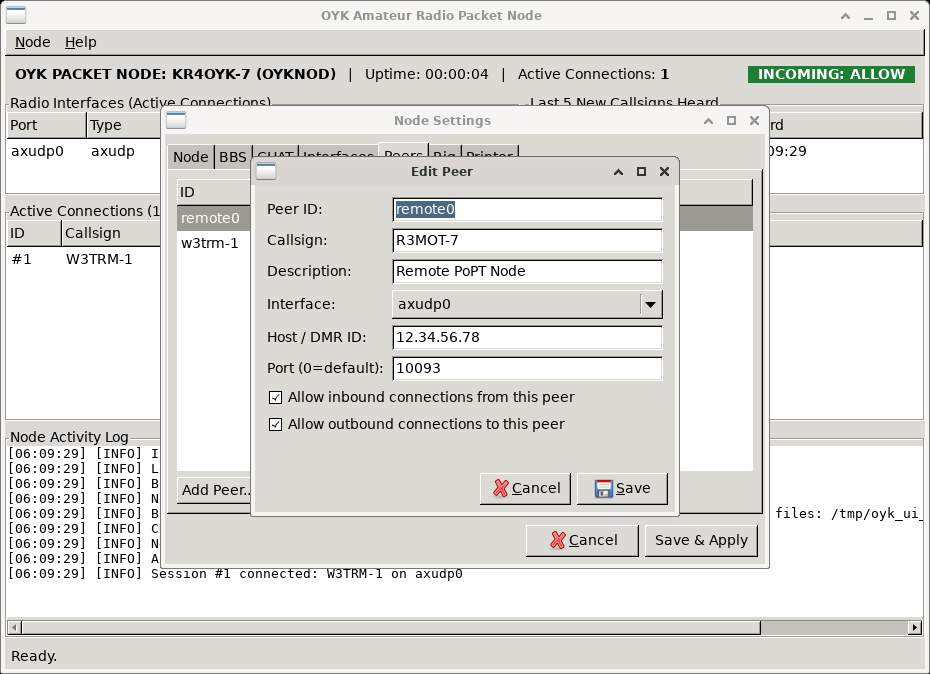 OYK Amateur Radio Packet Node
Node Help
OYK PACKET NODE: KR4OYK-7 (OYKNOD) | Uptime: 00:00:04 | Active Connections: 1 INCOMING: ALLOW
Radio Interfaces (Active Connections) Last 5 New Callsigns Heard
Port Type
axudp0 axudp 09:29
Active Connections (1
ID Callsign
#1 W3TRM-1
Node Settings
Node BBS CHAT Interfaces Peers Rig Printer
ID
remote0
w3trm-1
Add Peer..
Cancel Save & Apply
Edit Peer
Peer ID: remote0
Callsign: R3MOT-7
Description: Remote PoPT Node
Interface: axudp0
Host / DMR ID: 12.34.56.78
Port (0=default): 10093
Allow inbound connections from this peer
Allow outbound connections to this peer
Cancel Save
Node Activity Log
[06:09:29] [INFO] I
[06:09:29] [INFO] L
[06:09:29] [INFO] B
[06:09:29] [INFO] N
[06:09:29] [INFO] B files: /tmp/oyk_ui_
[06:09:29] [INFO] C
[06:09:29] [INFO] N
[06:09:29] [INFO] A
[06:09:29] [INFO] Session #1 connected: W3TRM-1 on axudp0
Ready.